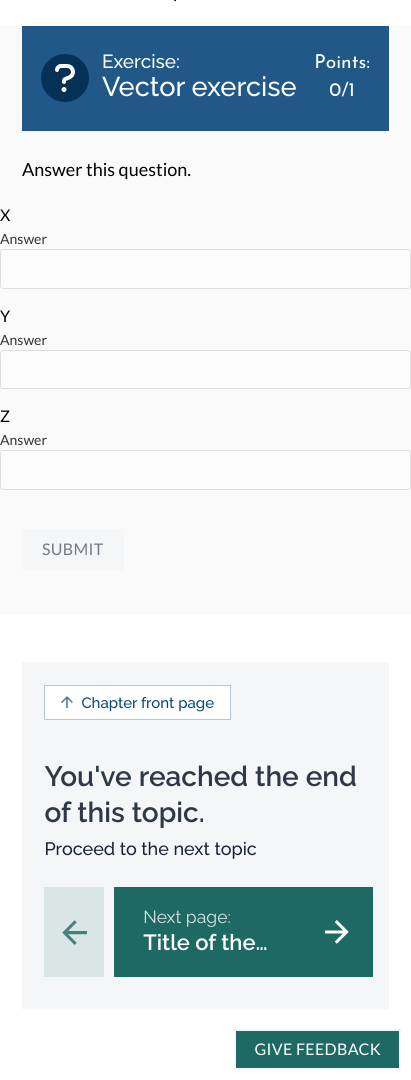 Exercise:
Vector exercise
Points:
0/1
Answer this question.
X
Answer
Y
Answer
Z
Answer
SUBMIT
↑ Chapter front page
You've reached the end
of this topic.
Proceed to the next topic
Next page:
Title of the...
GIVE FEEDBACK